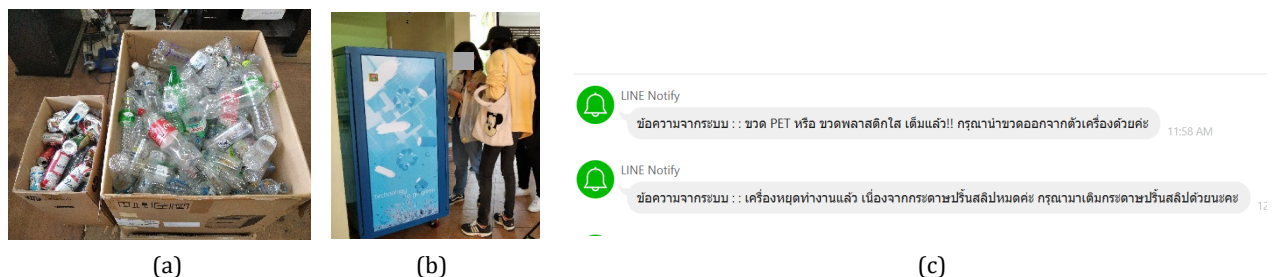 LINE Notify
ข้อความจากระบบ : : ขวด PET หรือ ขวดพลาสติกใส เต็มแล้ว!! กรุณานำขวดออกจากตัวเครื่องด้วยค่ะ
11:58 AM
LINE Notify
ข้อความจากระบบ : : เครื่องหยุดทำงานแล้ว เนื่องจากกระดาษปริ้นสลิปหมดค่ะ กรุณามาเติมกระดาษปริ้นสลิปด้วยนะคะ
12
(a)
(b)
(c)